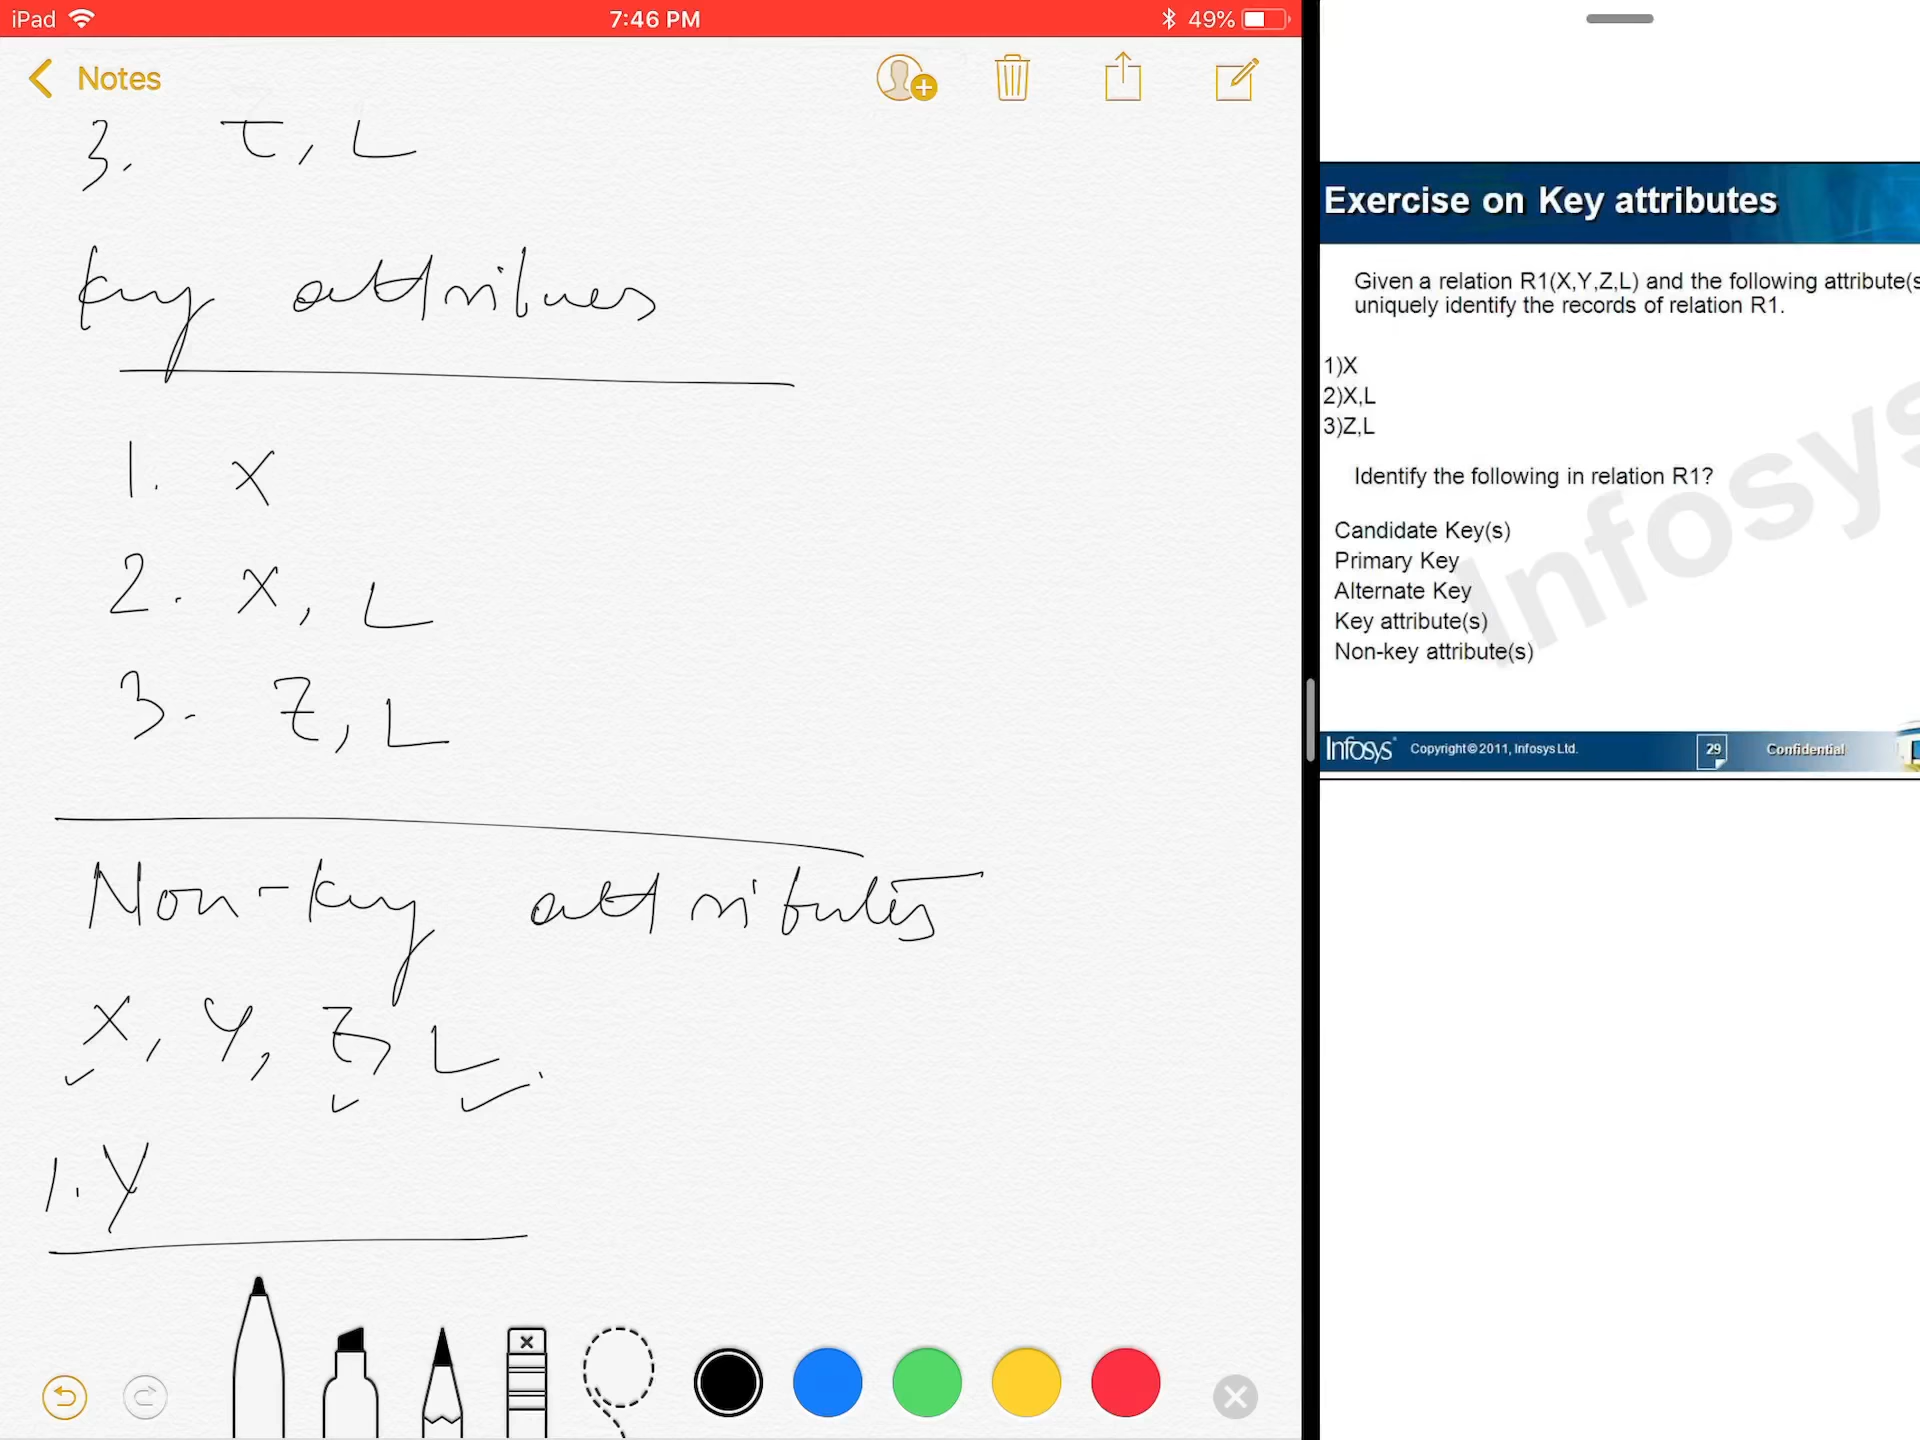 iPad 7:46 PM 49%
Notes
3. Z, L
Key attributes
1. X
2. X, L
3. Z, L
Non-key attributes
X, Y, Z, L.
1. Y
Exercise on Key attributes
Given a relation R1(X,Y,Z,L) and the following attribute(s
uniquely identify the records of relation R1.
1)X
2)X,L
3)Z,L
Identify the following in relation R1?
Candidate Key(s)
Primary Key
Alternate Key
Key attribute(s)
Non-key attribute(s)
Infosys
Infosys Copyright © 2011, Infosys Ltd. 29 Confidential